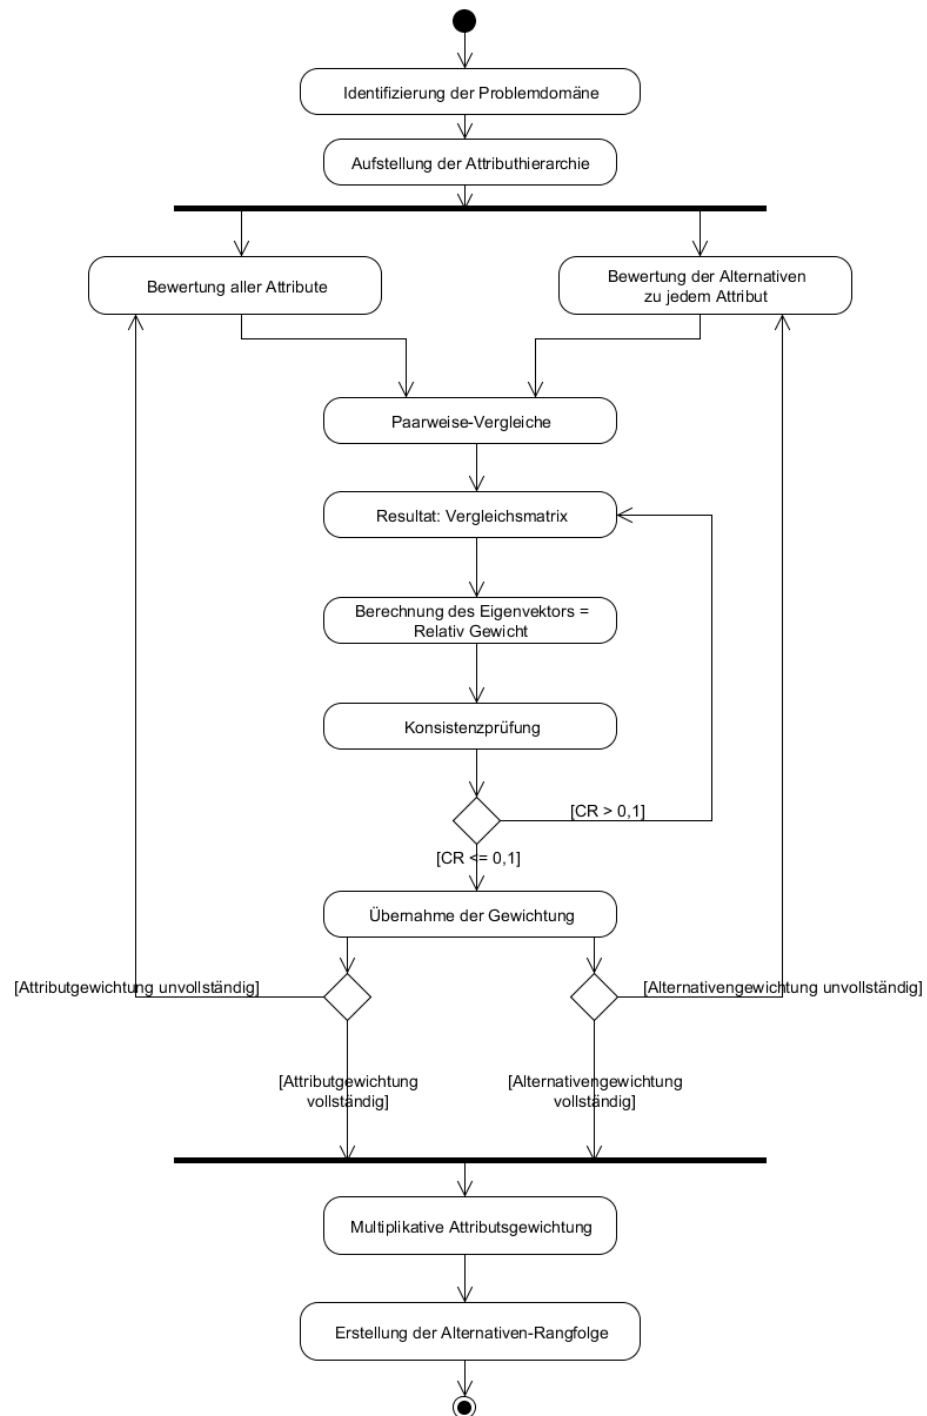 Identifizierung der Problemdomäne
Aufstellung der Attributhierarchie
Bewertung aller Attribute
Bewertung der Alternativen
zu jedem Attribut
Paarweise-Vergleiche
Resultat: Vergleichsmatrix
Berechnung des Eigenvektors =
Relativ Gewicht
Konsistenzprüfung
[CR > 0,1]
[CR <= 0,1]
Übernahme der Gewichtung
[Attributgewichtung unvollständig]
[Alternativengewichtung unvollständig]
[Attributgewichtung
vollständig]
[Alternativengewichtung
vollständig]
Multiplikative Attributsgewichtung
Erstellung der Alternativen-Rangfolge